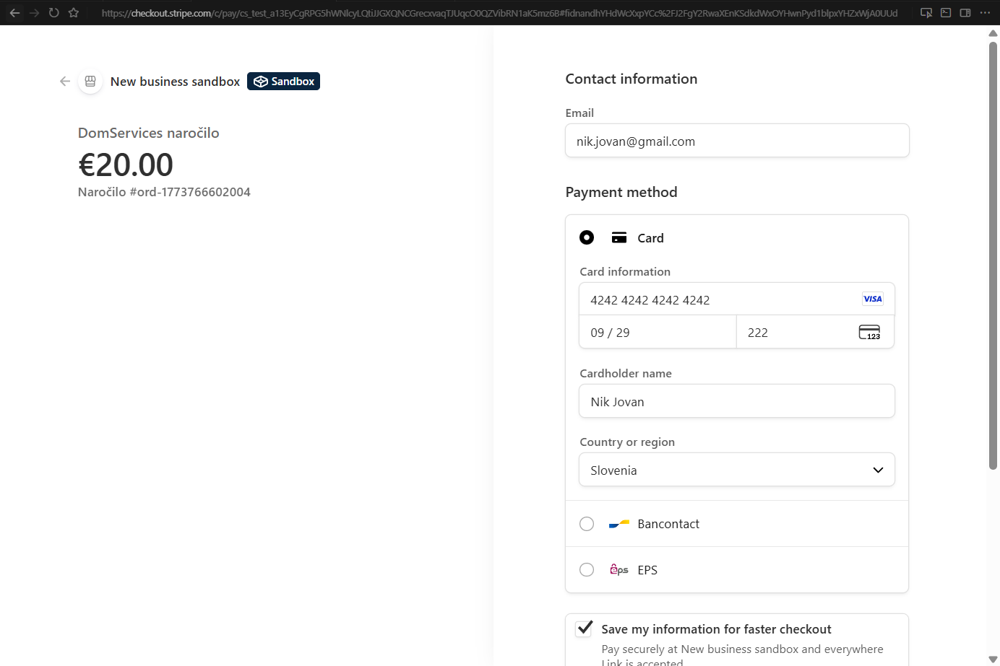 https://checkout.stripe.com/c/pay/cs_test_a13EyCgRPG5hWNlcyLQtiJJGXQNCGrecxvaqTJUqcO0QZVibRN1aK5mz6B#fidnandhYHdWcXxpYCc%2FJ2FgY2RwaXEnKSdkdWxOYHwnPyd1blpxYHZxWjA0UUd
New business sandbox
Sandbox
DomServices naročilo
€20.00
Naročilo #ord-1773766602004
Contact information
Email
nik.jovan@gmail.com
Payment method
Card
Card information
4242 4242 4242 4242
VISA
09 / 29
222
123
Cardholder name
Nik Jovan
Country or region
Slovenia
Bancontact
eps
EPS
Save my information for faster checkout
Pay securely at New business sandbox and everywhere
Link is accepted.